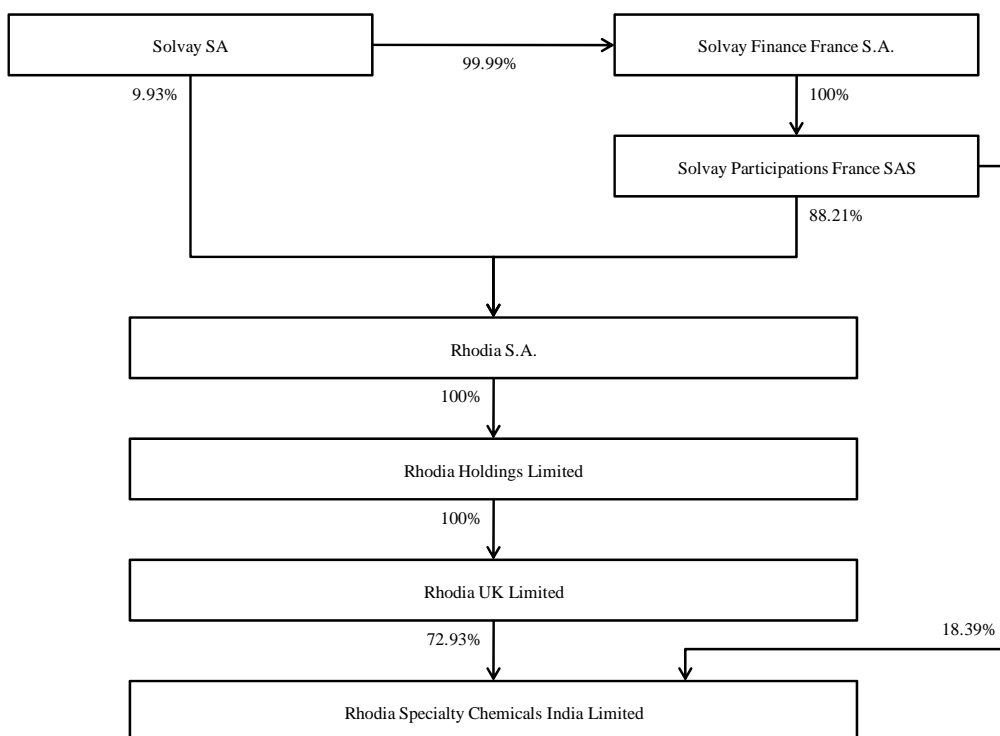 Solvay SA
Solvay Finance France S.A.
99.99%
9.93%
100%
Solvay Participations France SAS
88.21%
Rhodia S.A.
100%
Rhodia Holdings Limited
100%
Rhodia UK Limited
72.93%
18.39%
Rhodia Specialty Chemicals India Limited